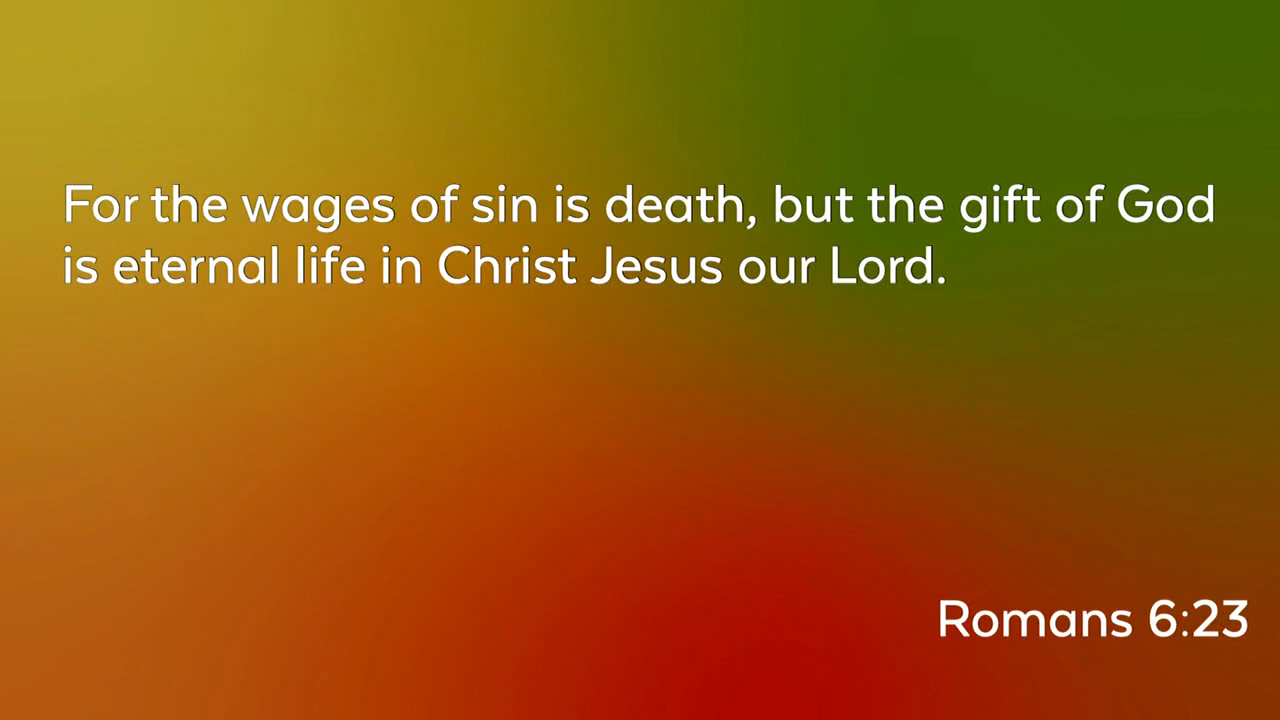 For the wages of sin is death, but the gift of God
is eternal life in Christ Jesus our Lord.
Romans 6:23